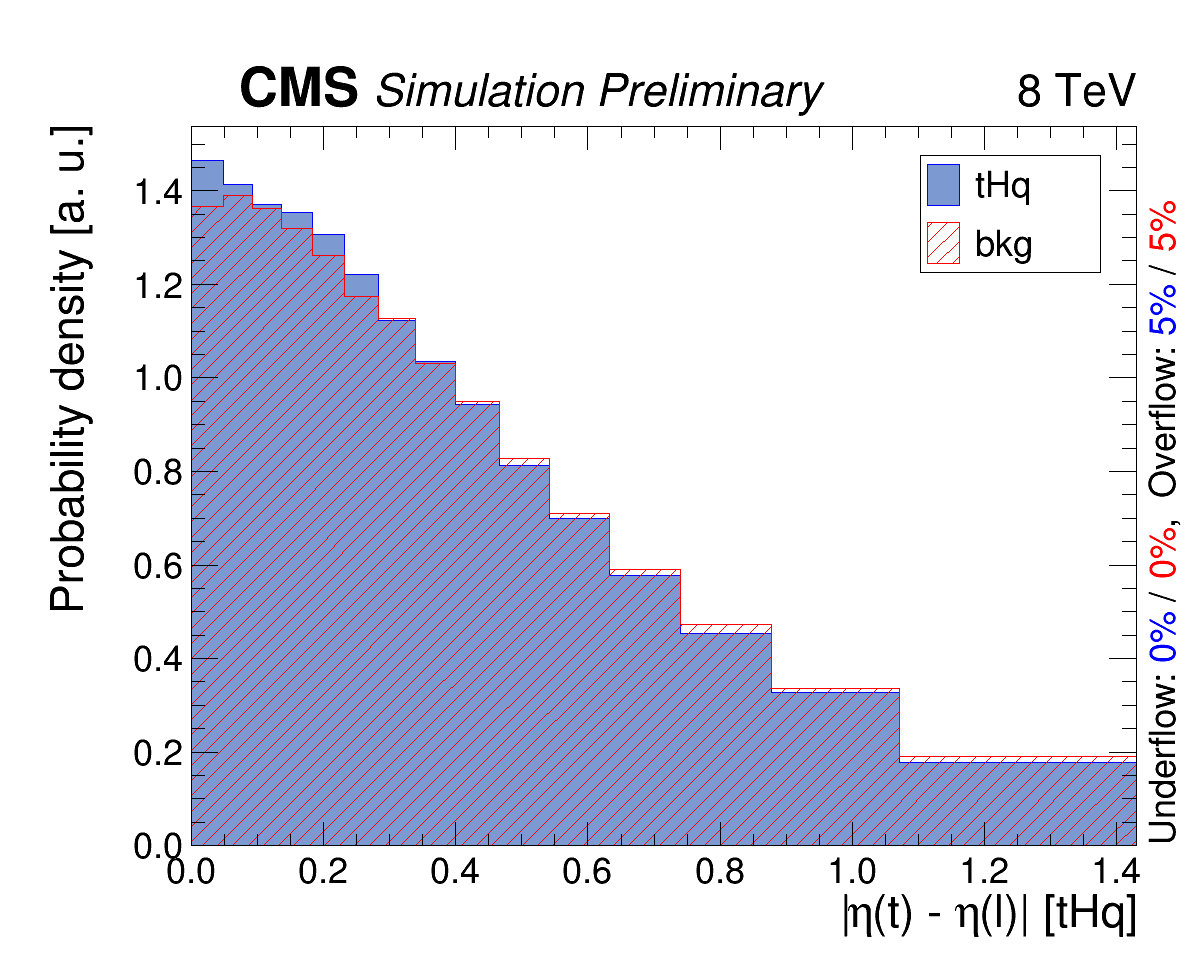 CMS Simulation Preliminary 8 TeV
Probability density [a. u.]
1.4
1.2
1.0
0.8
0.6
0.4
0.2
0.0
tHq
bkg
0.0 0.2 0.4 0.6 0.8 1.0 1.2 1.4
|η(t) - η(l)| [tHq]
Underflow: 0% / 0%, Overflow: 5% / 5%